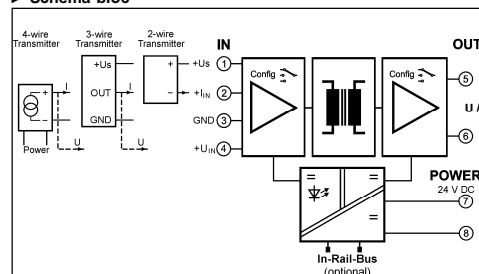 Schema bloc
4-wire Transmitter
3-wire Transmitter
2-wire Transmitter
IN
OUT
+Us
OUT
GND
+
-
+
-
I
U
I
U
Power
+Us 1
+I IN 2
GND 3
+U IN 4
Config
Config
5
U /
6
POWER
24 V DC
7
8
In-Rail-Bus
(optional)